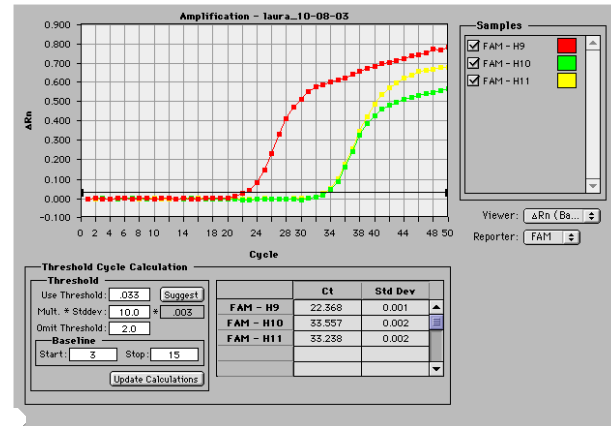 Amplification - laura_10-08-03
0.900
0.800
0.700
0.600
0.500
0.400
0.300
0.200
0.100
0.000
-0.100
ΔRn
0 2 4 6 8 10 12 14 18 20 24 28 30 34 38 40 44 48 50
Cycle
Samples
FAM - H9
FAM - H10
FAM - H11
Viewer: ΔRn (Ba...
Reporter: FAM
Threshold Cycle Calculation
Threshold
Use Threshold: .033 Suggest
Mult. * Stddev: 10.0 * .003
Omit Threshold: 2.0
Baseline
Start: 3 Stop: 15
Update Calculations
Ct Std Dev
FAM - H9 22.368 0.001
FAM - H10 33.557 0.002
FAM - H11 33.238 0.002